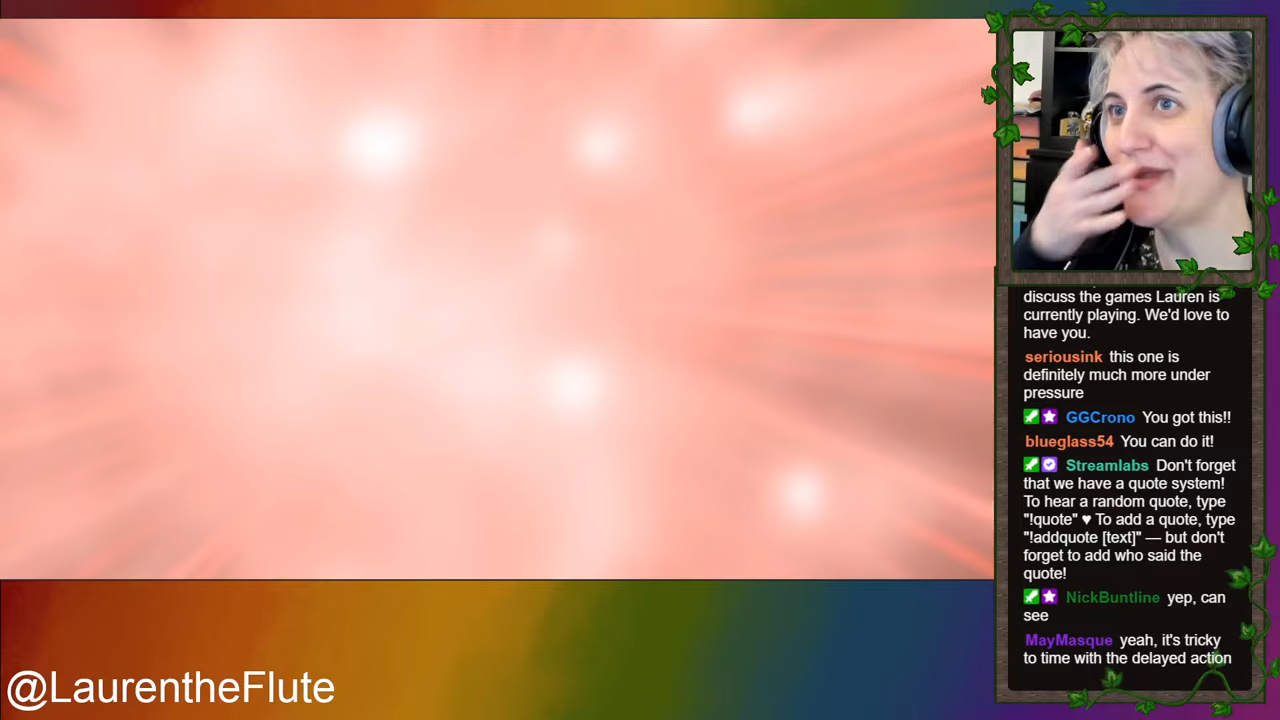 discuss the games Lauren is
currently playing. We'd love to
have you.
seriousink this one is
definitely much more under
pressure
GGCrono You got this!!
blueglass54 You can do it!
Streamlabs Don't forget
that we have a quote system!
To hear a random quote, type
"!quote" ♥ To add a quote, type
"!addquote [text]" — but don't
forget to add who said the
quote!
NickBuntline yep, can
see
MayMasque yeah, it's tricky
to time with the delayed action
@LaurentheFlute